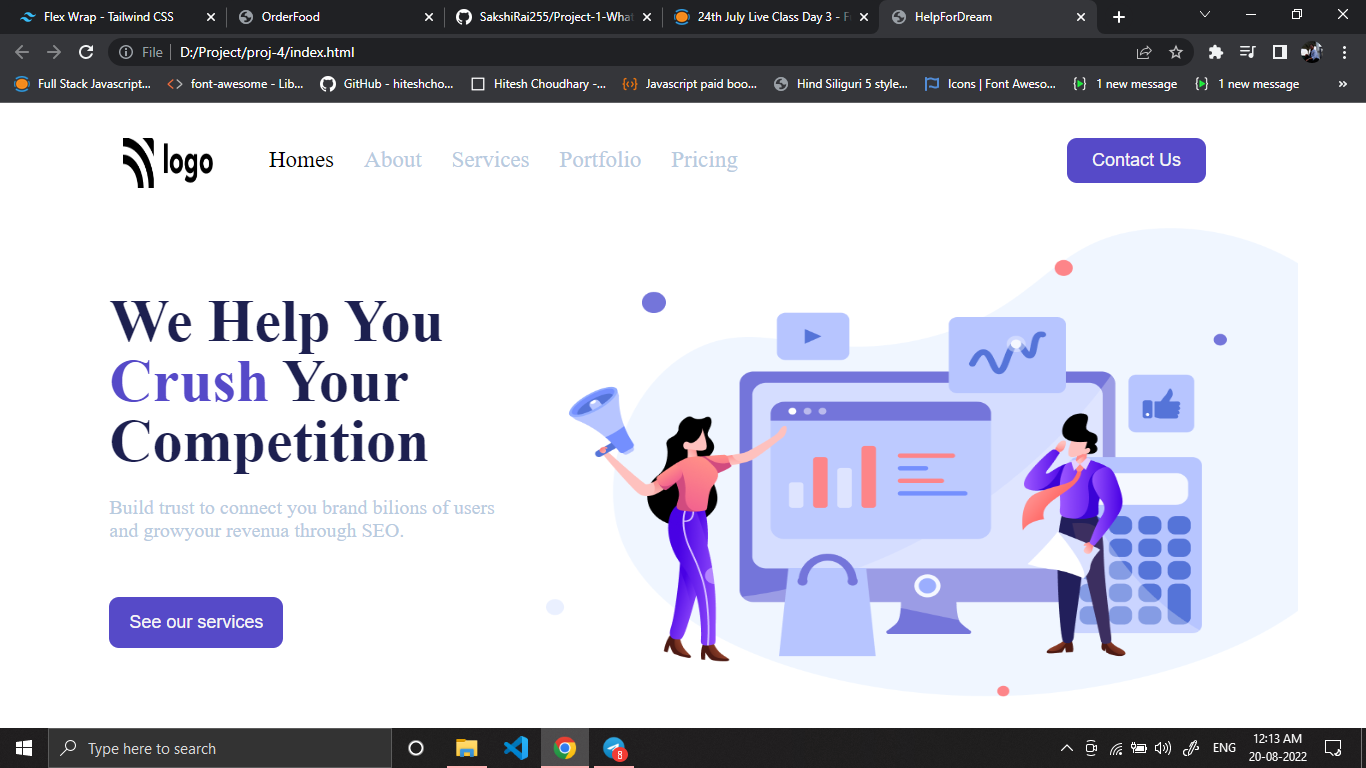 Flex Wrap - Tailwind CSS
OrderFood
SakshiRai255/Project-1-What
24th July Live Class Day 3 - F
HelpForDream
File
D:/Project/proj-4/index.html
Full Stack Javascript...
font-awesome - Lib...
GitHub - hiteshcho...
Hitesh Choudhary -...
Javascript paid boo...
Hind Siliguri 5 style...
Icons | Font Aweso...
1 new message
1 new message
»
logo
Homes
About
Services
Portfolio
Pricing
Contact Us
We Help You
Crush Your
Competition
Build trust to connect you brand bilions of users
and growyour revenua through SEO.
See our services
Type here to search
8
ENG
12:13 AM
20-08-2022